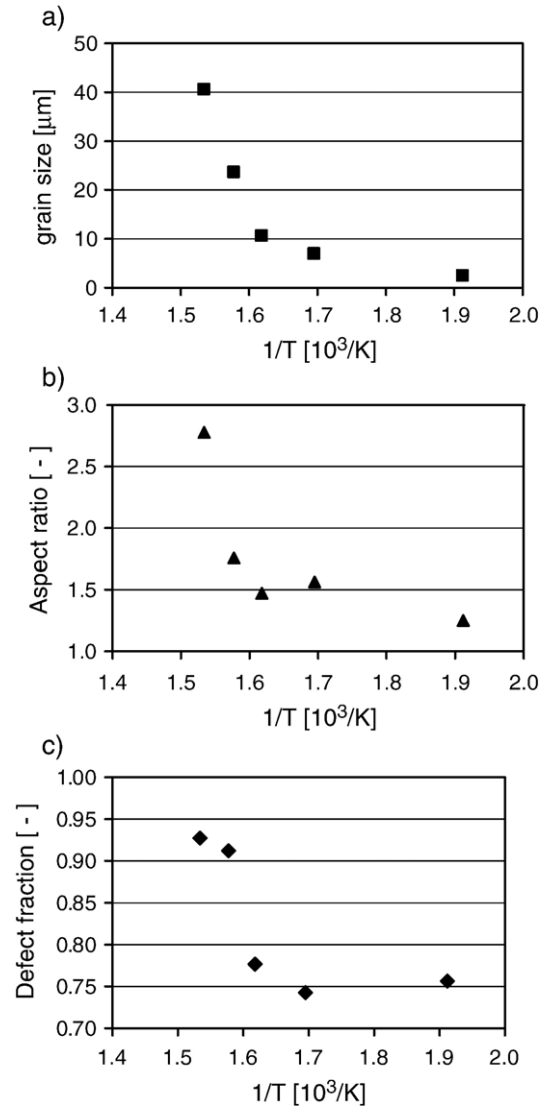 a)
50
40
30
20
10
0
grain size [μm]
1.4 1.5 1.6 1.7 1.8 1.9 2.0
1/T [10³/K]
b)
3.0
2.5
2.0
1.5
1.0
Aspect ratio [ - ]
1.4 1.5 1.6 1.7 1.8 1.9 2.0
1/T [10³/K]
c)
1.00
0.95
0.90
0.85
0.80
0.75
0.70
Defect fraction [ - ]
1.4 1.5 1.6 1.7 1.8 1.9 2.0
1/T [10³/K]